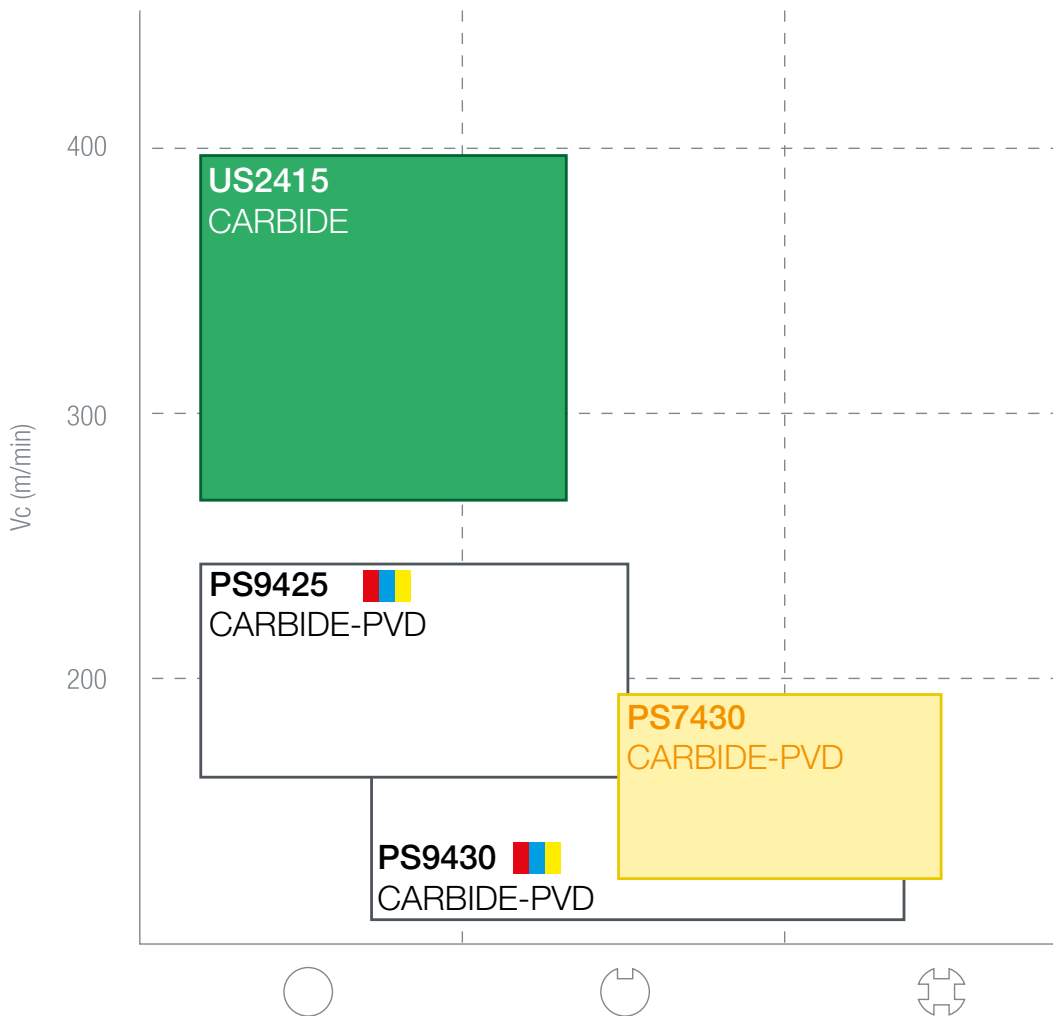 400
US2415
CARBIDE
300
Vc (m/min)
PS9425
CARBIDE-PVD
200
PS7430
CARBIDE-PVD
PS9430
CARBIDE-PVD